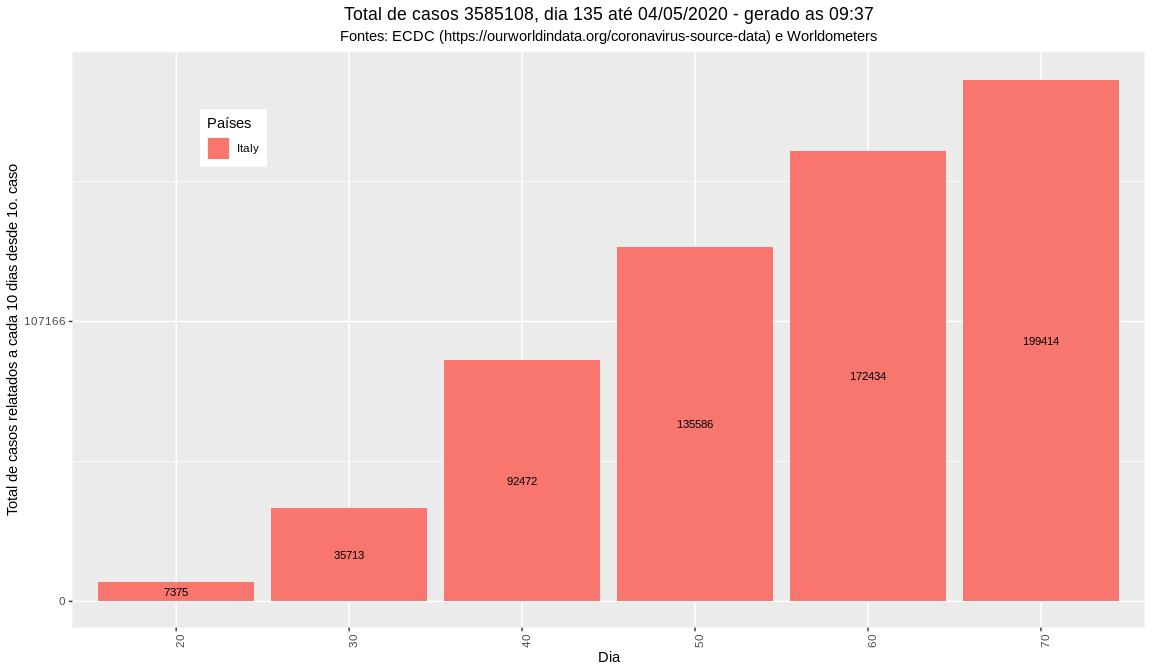 Total de casos 3585108, dia 135 até 04/05/2020 - gerado as 09:37
Fontes: ECDC (https://ourworldindata.org/coronavirus-source-data) e Worldometers
Total de casos relatados a cada 10 dias desde 1o. caso
107166
0
Países
Italy
7375
35713
92472
135586
172434
199414
20
30
40
50
60
70
Dia